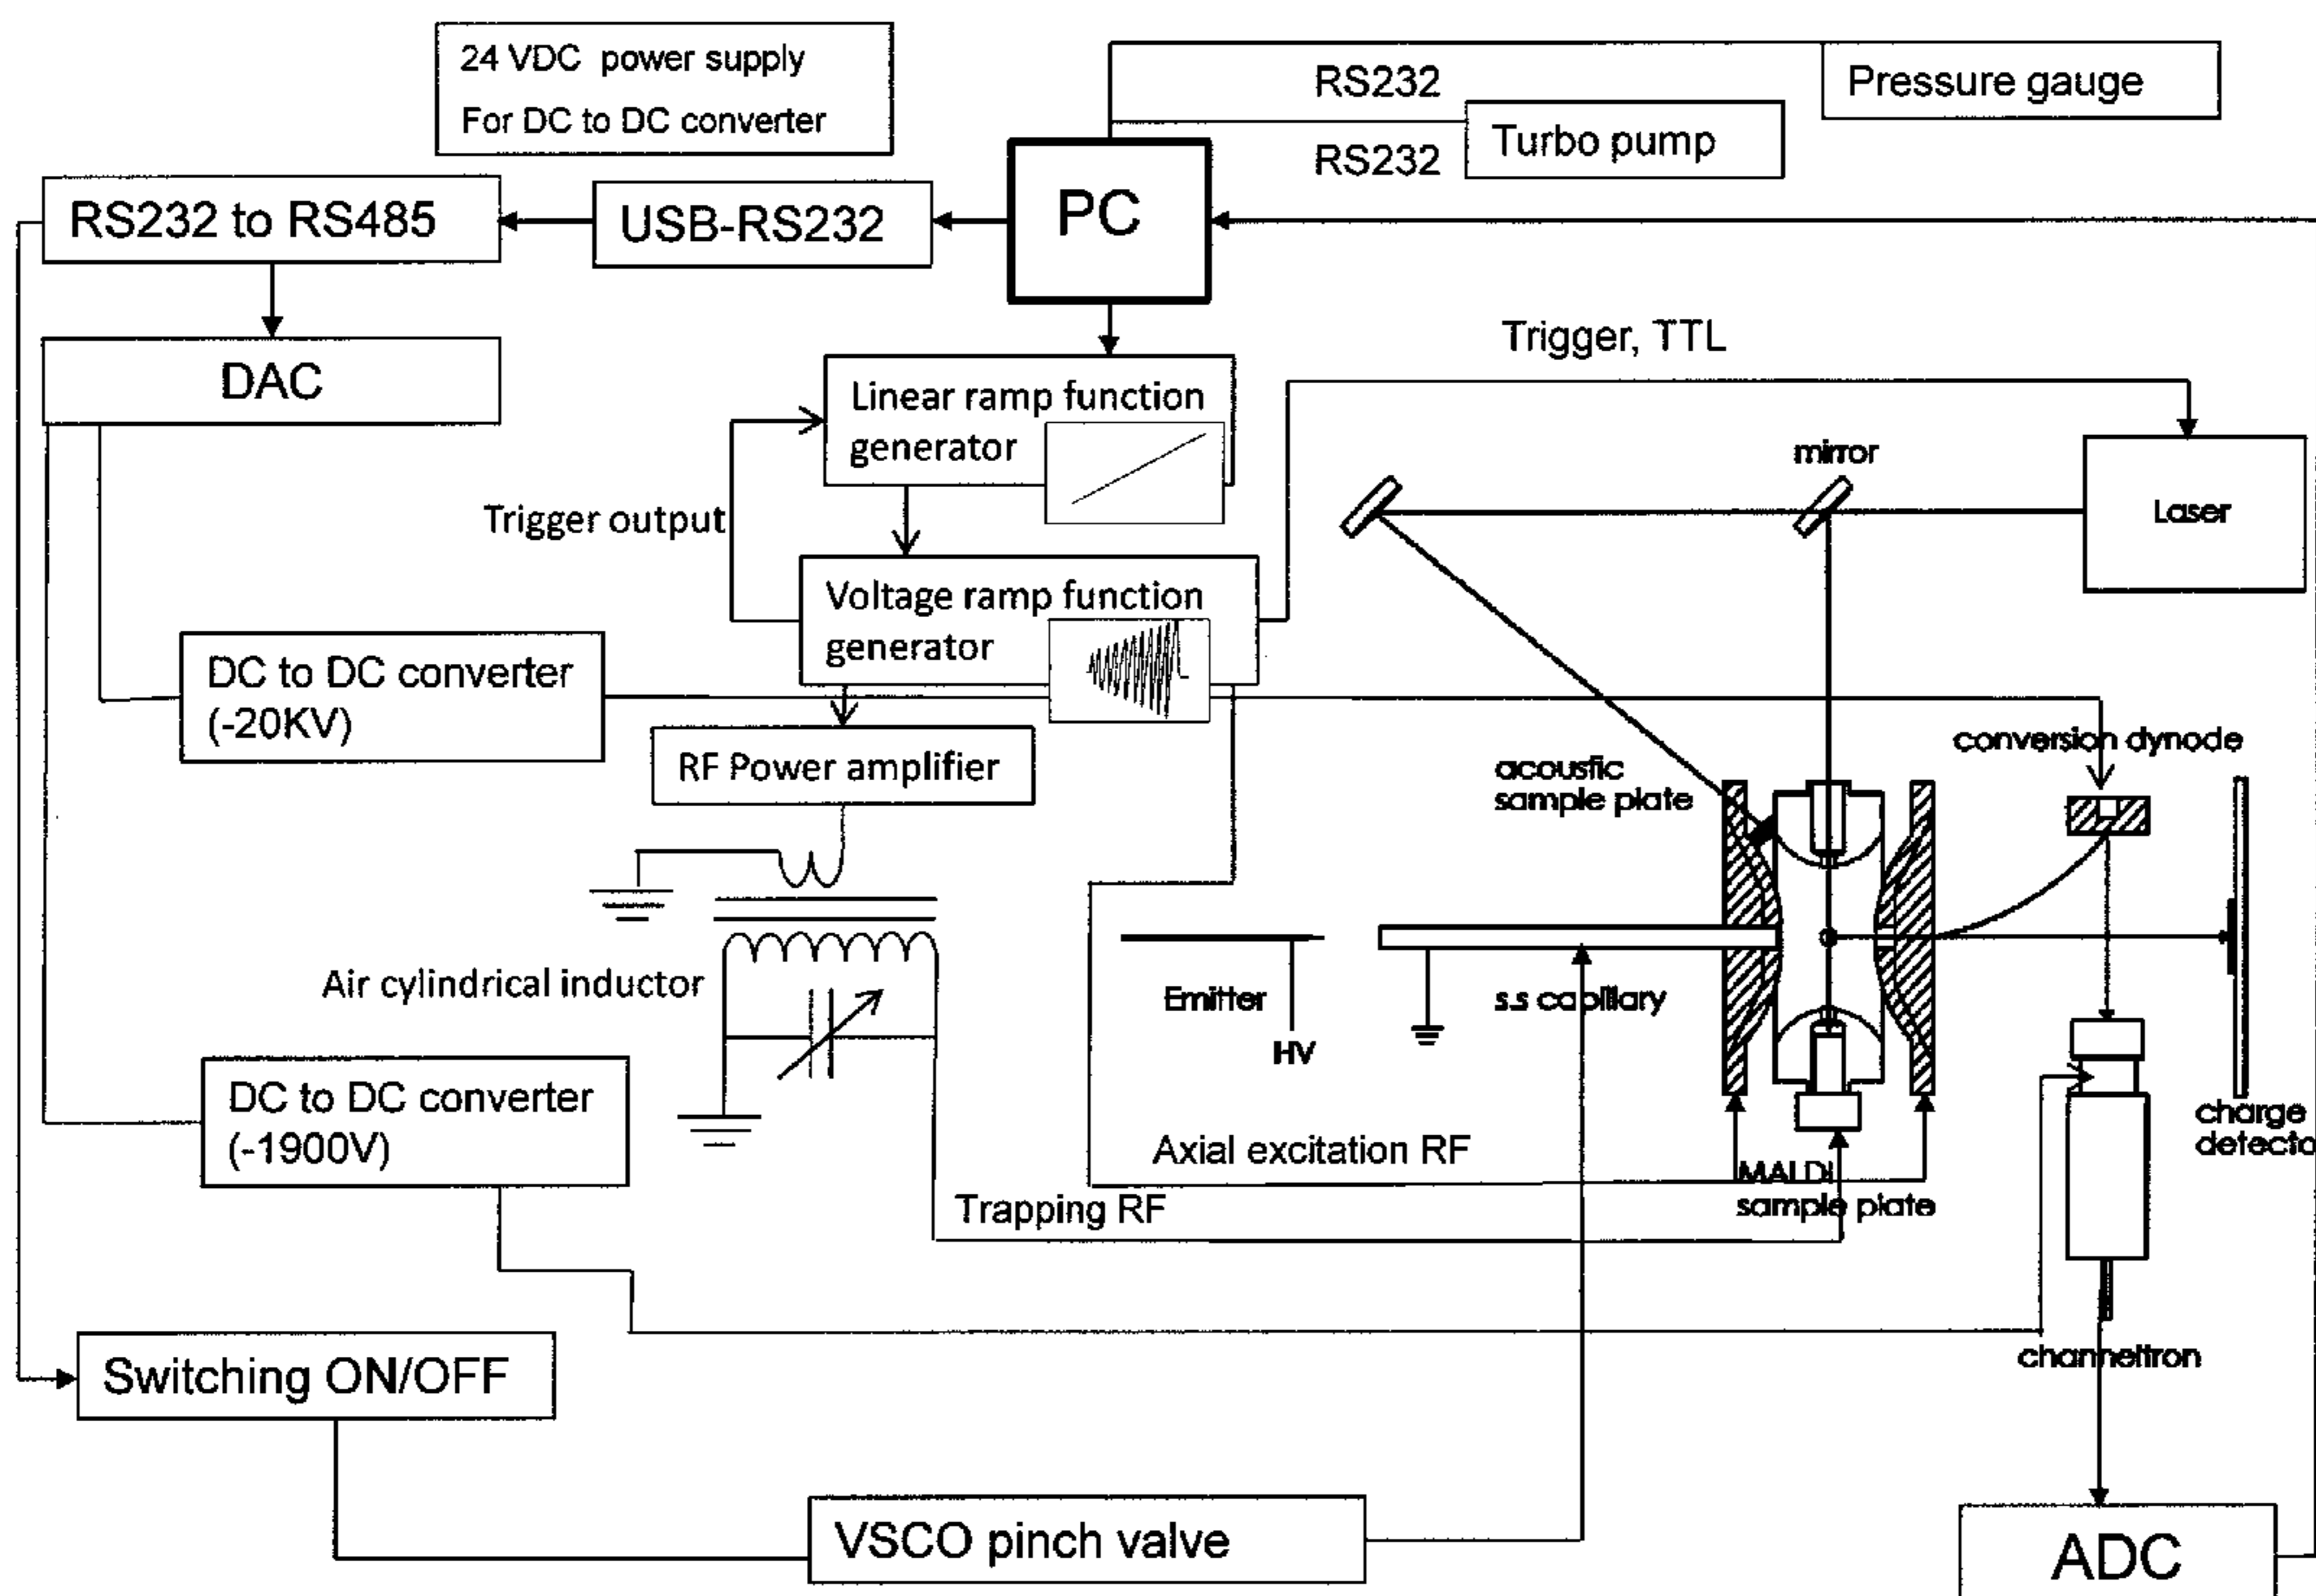 24 VDC power supply
For DC to DC converter
RS232
Pressure gauge
RS232
Turbo pump
PC
USB-RS232
RS232 to RS485
DAC
Trigger, TTL
Linear ramp function
generator
Trigger output
mirror
Laser
Voltage ramp function
generator
DC to DC converter
(-20KV)
RF Power amplifier
conversion dynode
acoustic
sample plate
Air cylindrical inductor
Emitter
s.s capillary
HV
DC to DC converter
(-1900V)
Axial excitation RF
charge
detecto
MALDI
sample plate
Trapping RF
Switching ON/OFF
channeltron
VSCO pinch valve
ADC